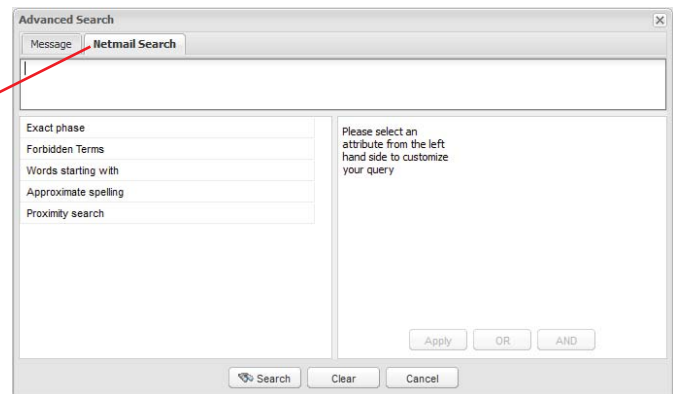 Advanced Search
Message Netmail Search
Exact phase
Forbidden Terms
Words starting with
Approximate spelling
Proximity search
Please select an
attribute from the left
hand side to customize
your query
Apply OR AND
Search Clear Cancel